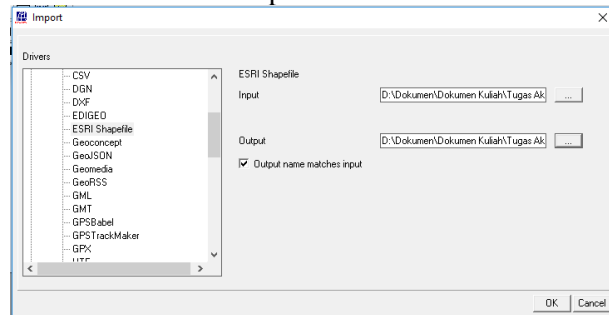 Import
Drivers
CSV
DGN
DXF
EDIGEO
ESRI Shapefile
Geoconcept
GeoJSON
Geomedia
GeoRSS
GML
GMT
GPSBabel
GPSTrackMaker
GPX
ESRI Shapefile
Input
D:\Dokumen\Dokumen Kuliah\Tugas Ak
...
Output
D:\Dokumen\Dokumen Kuliah\Tugas Ak
...
Output name matches input
OK
Cancel